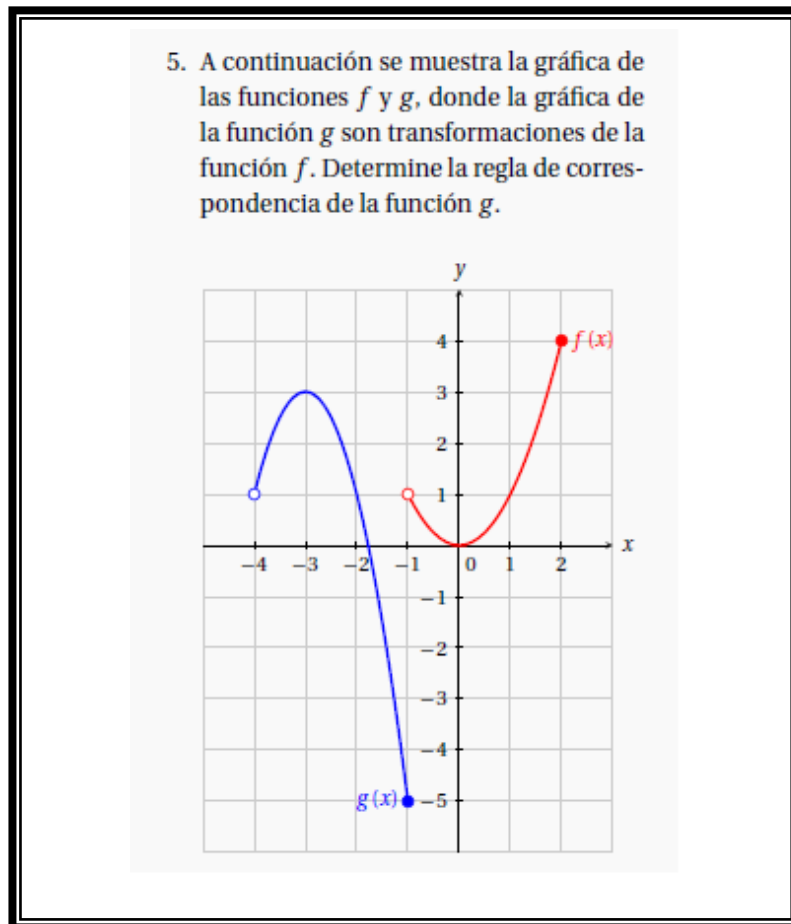 5. A continuación se muestra la gráfica de
las funciones f y g, donde la gráfica de
la función g son transformaciones de la
función f. Determine la regla de corres-
pondencia de la función g.
y
4
f(x)
3
2
1
x
−4 −3 −2 −1 0 1 2
−1
−2
−3
−4
g(x) −5